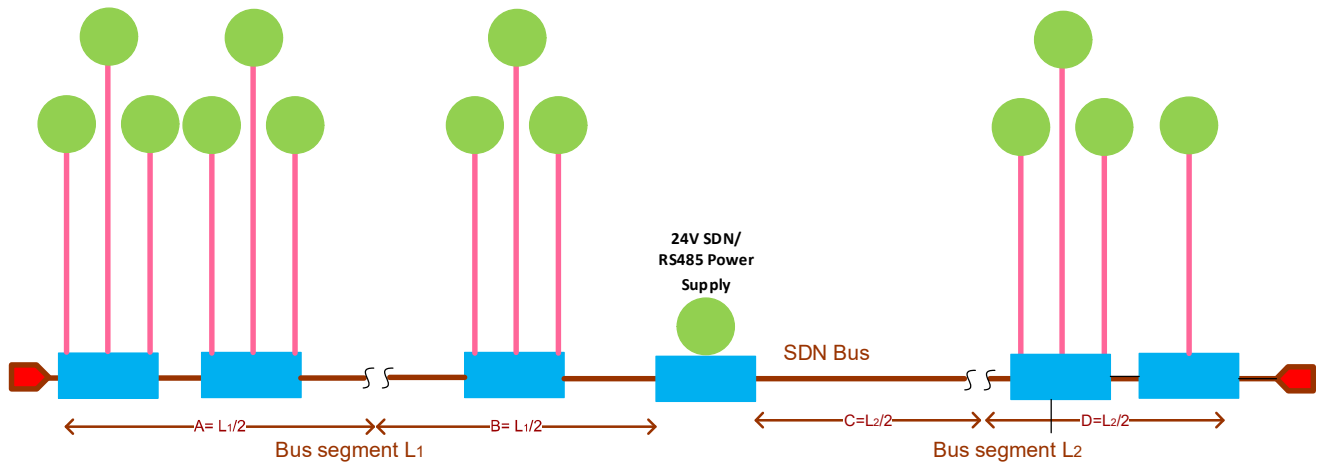 24V SDN/
RS485 Power
Supply
SDN Bus
A= L1/2
B= L1/2
C=L2/2
D=L2/2
Bus segment L1
Bus segment L2